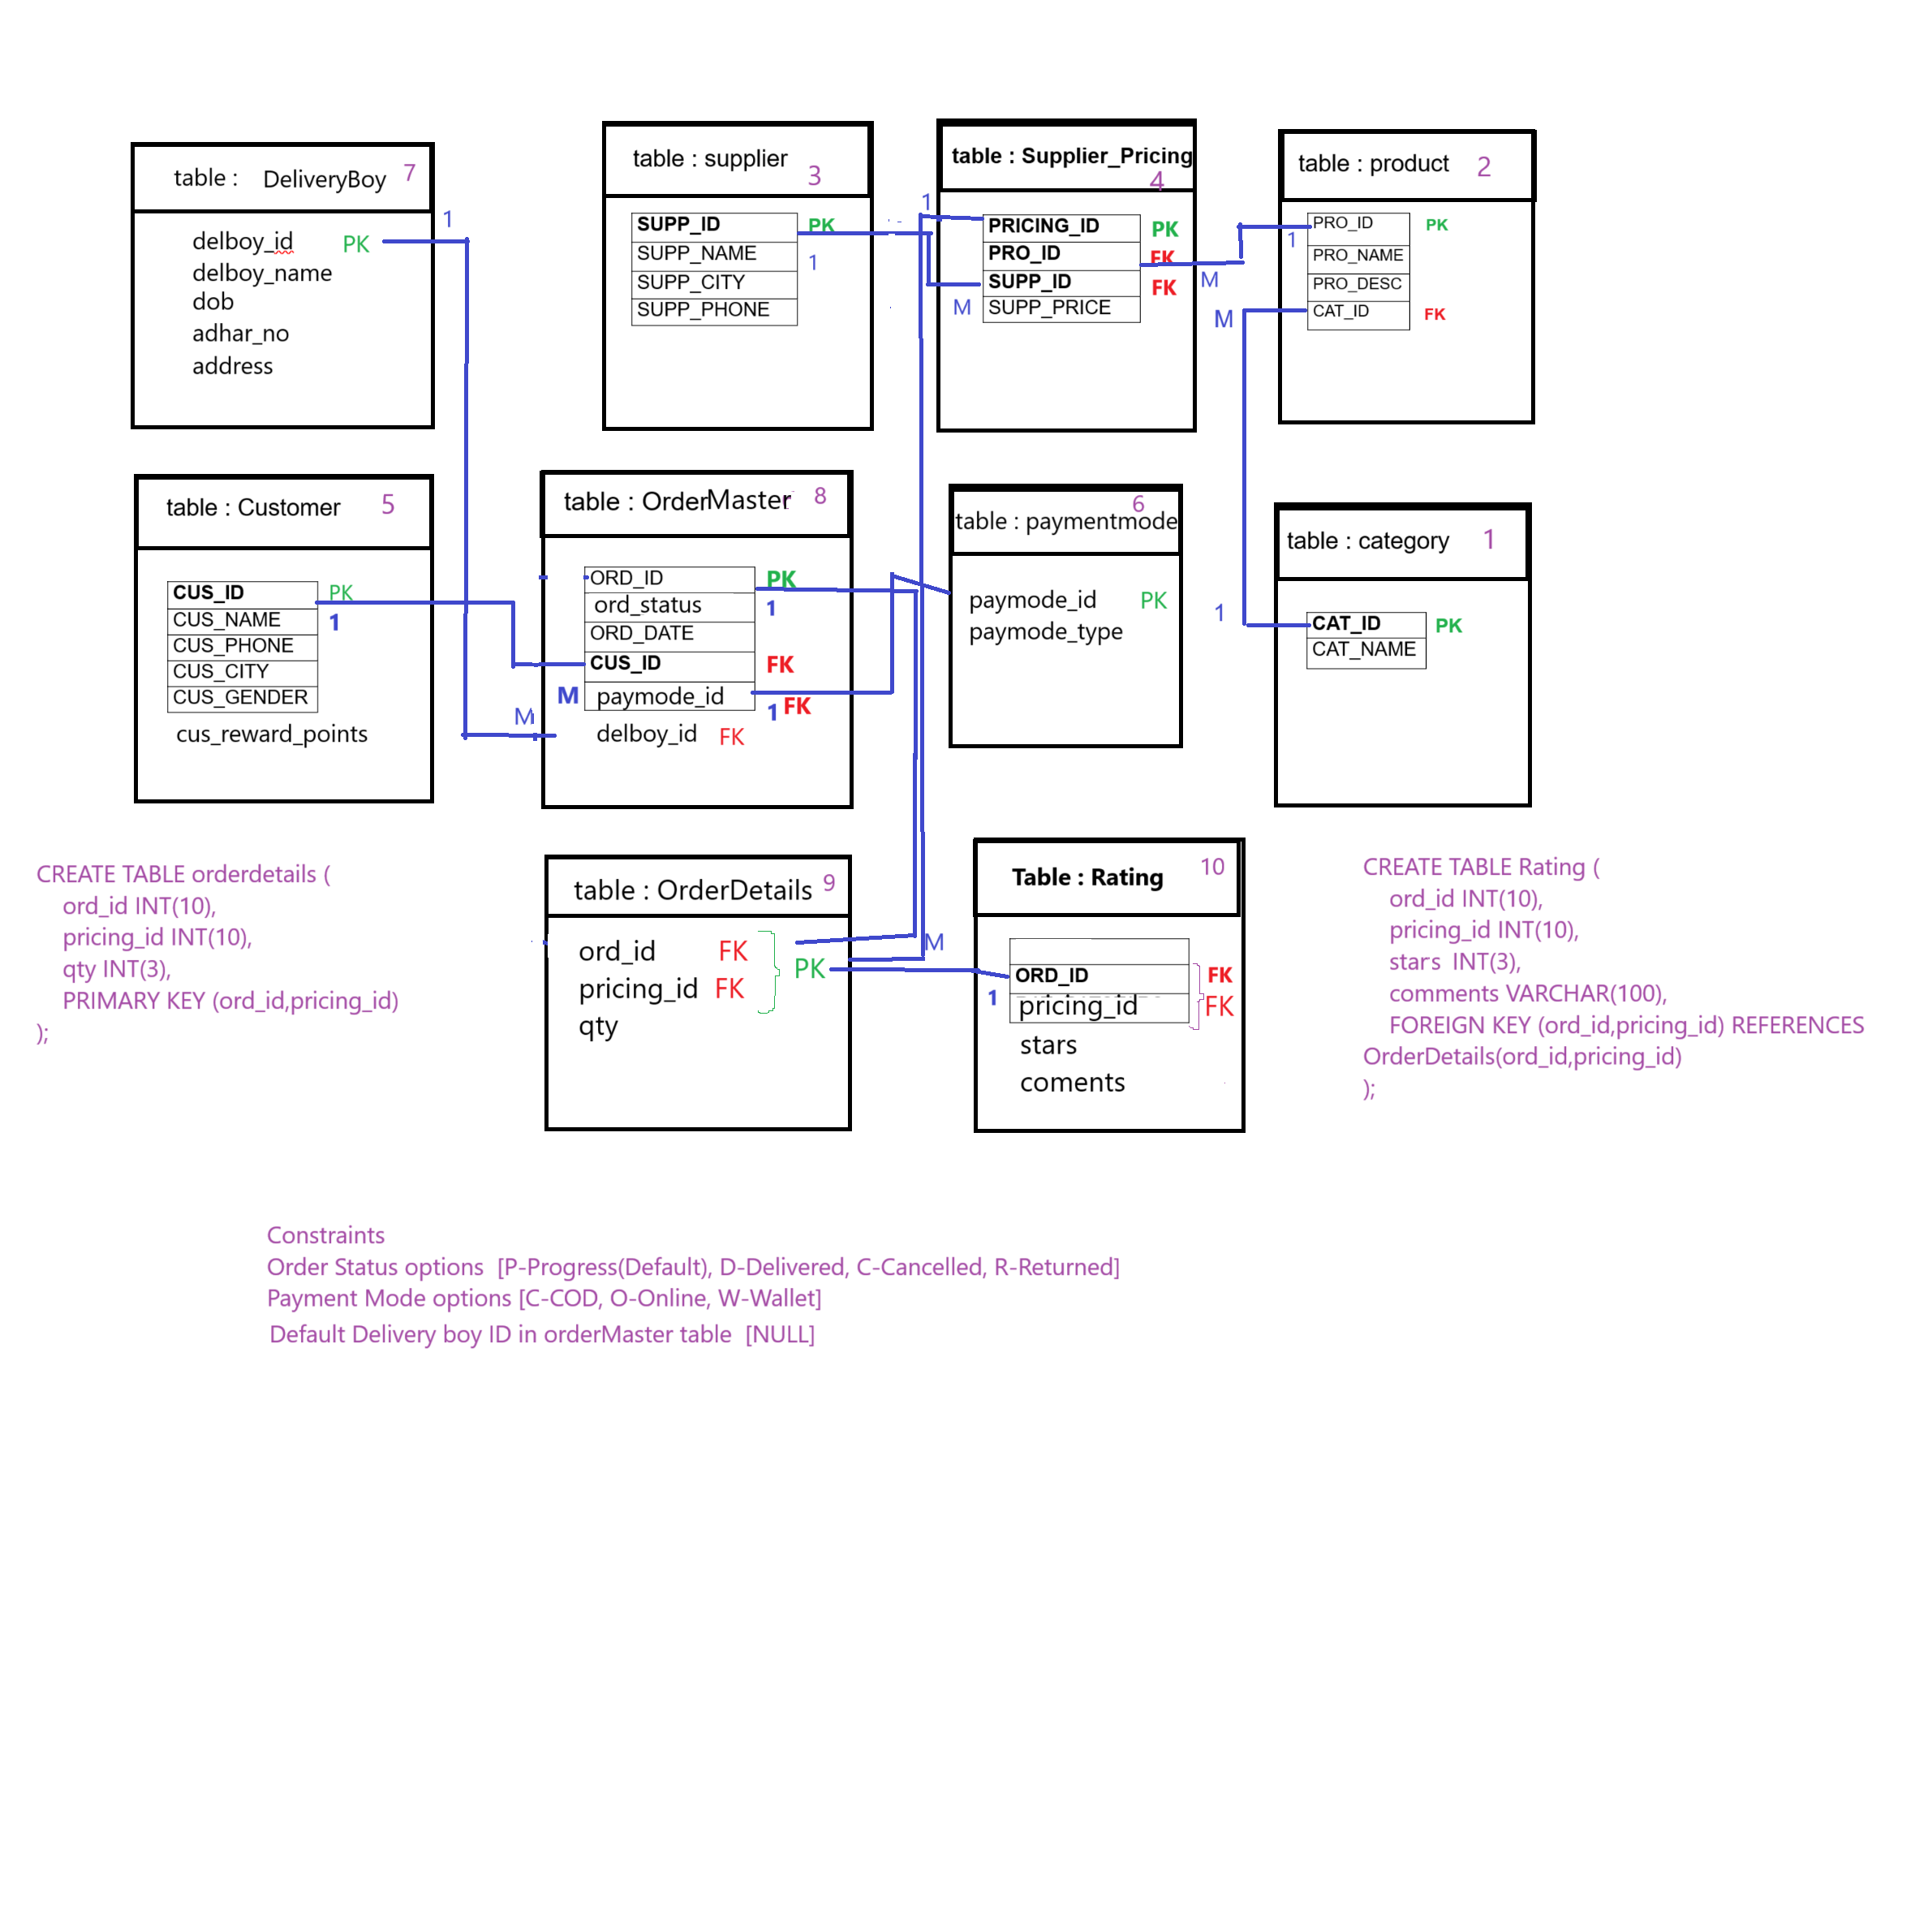 table : DeliveryBoy 7
delboy_id PK
1
delboy_name
dob
adhar_no
address
table : supplier 3
SUPP_ID PK
SUPP_NAME 1
SUPP_CITY
SUPP_PHONE
table : Supplier_Pricing
4
1
PRICING_ID PK
PRO_ID FK
M
SUPP_ID FK
M SUPP_PRICE
table : product 2
PRO_ID PK
1
PRO_NAME
PRO_DESC
M CAT_ID FK
table : Customer 5
CUS_ID PK
CUS_NAME 1
CUS_PHONE
CUS_CITY
CUS_GENDER
cus_reward_points
table : OrderMaster 8
ORD_ID PK
ord_status 1
ORD_DATE
CUS_ID FK
M paymode_id 1 FK
M delboy_id FK
6
table : paymentmode
paymode_id PK
paymode_type
table : category 1
1 CAT_ID PK
CAT_NAME
CREATE TABLE orderdetails (
ord_id INT(10),
pricing_id INT(10),
qty INT(3),
PRIMARY KEY (ord_id,pricing_id)
);
table : OrderDetails 9
M
ord_id FK
PK
pricing_id FK
qty
Table : Rating 10
ORD_ID FK
1 pricing_id FK
stars
coments
CREATE TABLE Rating (
ord_id INT(10),
pricing_id INT(10),
stars INT(3),
comments VARCHAR(100),
FOREIGN KEY (ord_id,pricing_id) REFERENCES
OrderDetails(ord_id,pricing_id)
);
Constraints
Order Status options [P-Progress(Default), D-Delivered, C-Cancelled, R-Returned]
Payment Mode options [C-COD, O-Online, W-Wallet]
Default Delivery boy ID in orderMaster table [NULL]